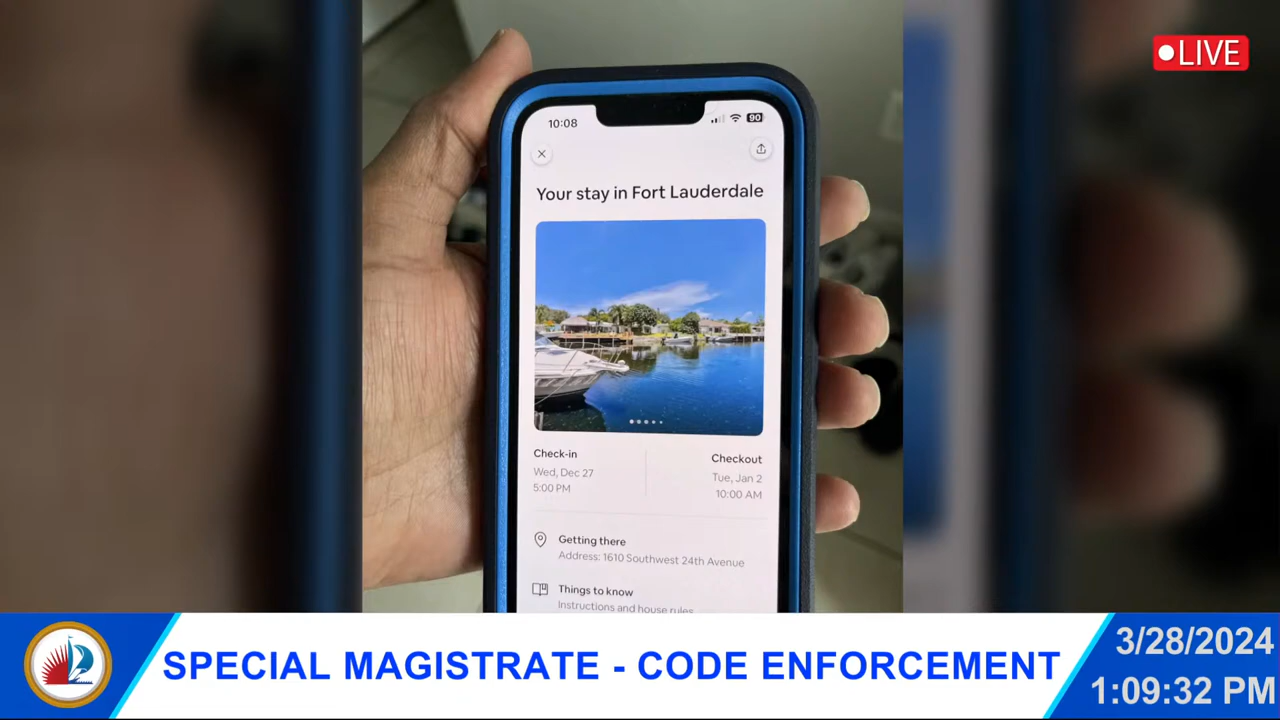 LIVE
10:08
90
Your stay in Fort Lauderdale
Check-in
Wed, Dec 27
5:00 PM
Checkout
Tue, Jan 2
10:00 AM
Getting there
Address: 1610 Southwest 24th Avenue
Things to know
Instructions and house rules
SPECIAL MAGISTRATE - CODE ENFORCEMENT
3/28/2024
1:09:32 PM